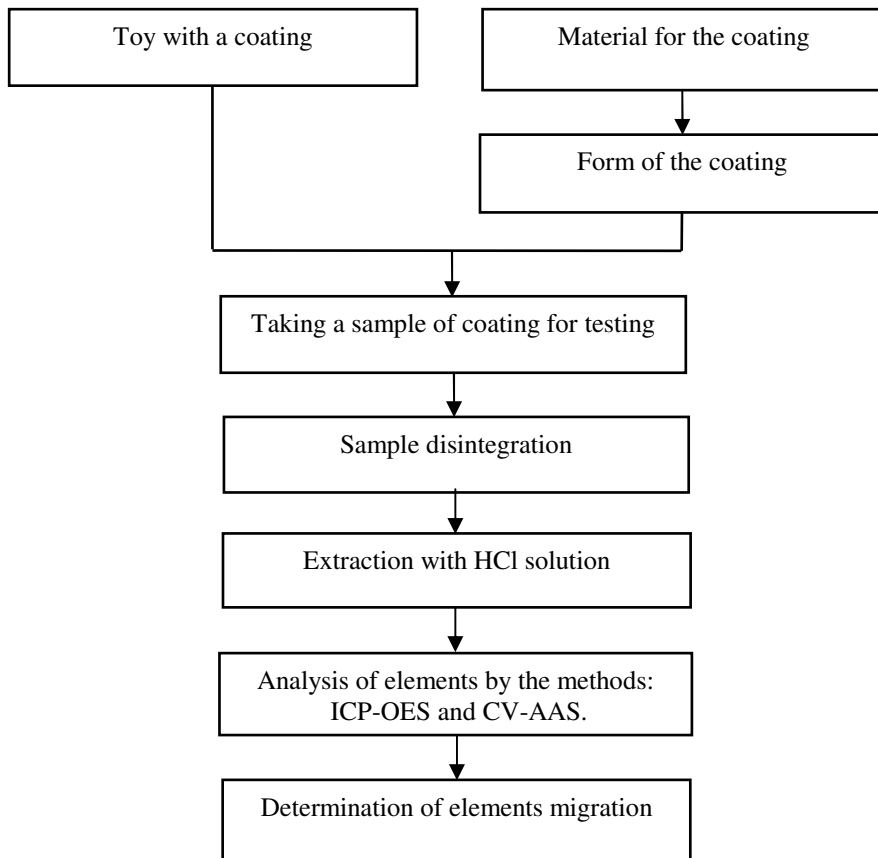 Toy with a coating
Material for the coating
Form of the coating
Taking a sample of coating for testing
Sample disintegration
Extraction with HCl solution
Analysis of elements by the methods:
ICP-OES and CV-AAS.
Determination of elements migration